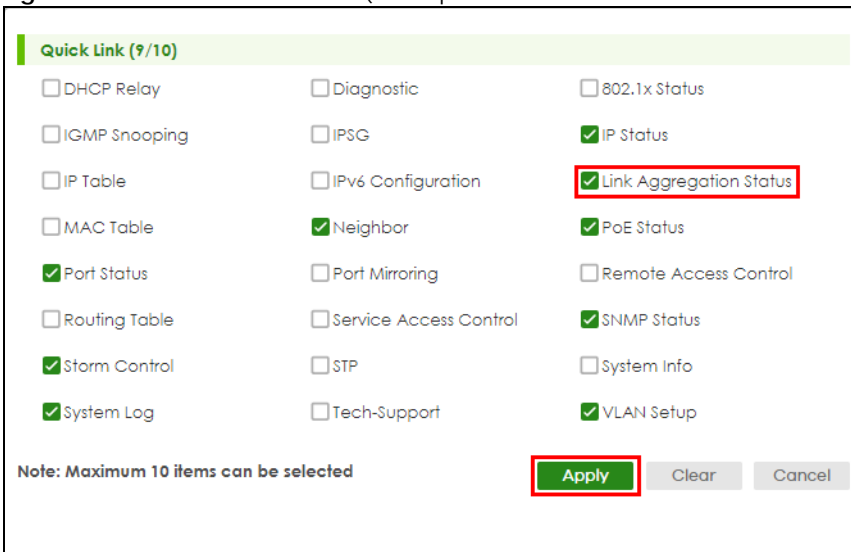 Quick Link (9/10)
DHCP Relay Diagnostic 802.1x Status
IGMP Snooping IPSG IP Status
IP Table IPv6 Configuration Link Aggregation Status
MAC Table Neighbor PoE Status
Port Status Port Mirroring Remote Access Control
Routing Table Service Access Control SNMP Status
Storm Control STP System Info
System Log Tech-Support VLAN Setup
Note: Maximum 10 items can be selected Apply Clear Cancel